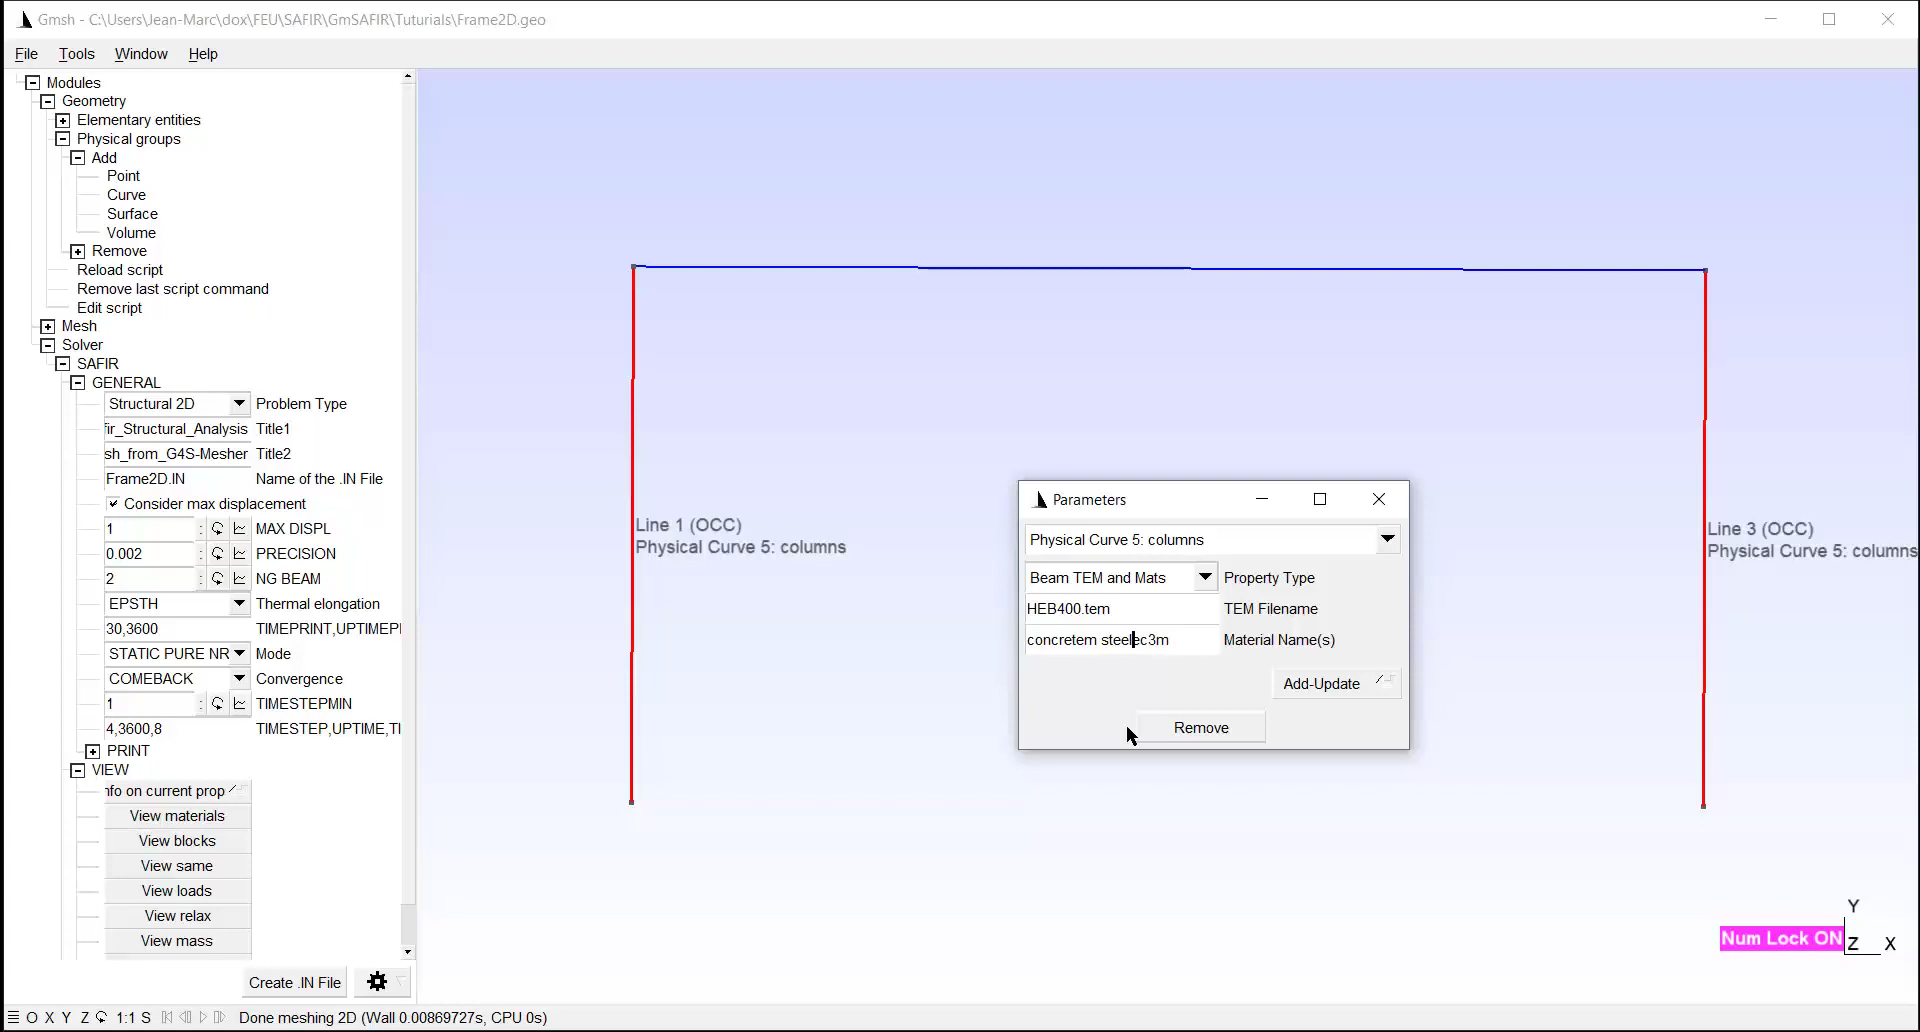 Gmsh - C:\Users\Jean-Marc\dox\FEU\SAFIR\GmSAFIR\Tuturials\Frame2D.geo
File Tools Window Help
Modules
Geometry
Elementary entities
Physical groups
Add
Point
Curve
Surface
Volume
Remove
Reload script
Remove last script command
Edit script
Mesh
Solver
SAFIR
GENERAL
Structural 2D Problem Type
fir_Structural_Analysis Title1
sh_from_G4S-Mesher Title2
Frame2D.IN Name of the .IN File
Consider max displacement
1 : MAX DISPL
0.002 : PRECISION
2 : NG BEAM
EPSTH Thermal elongation
30,3600 TIMEPRINT,UPTIMEPI
STATIC PURE NR Mode
COMEBACK Convergence
1 : TIMESTEPMIN
4,3600,8 TIMESTEP,UPTIME,TI
PRINT
VIEW
nfo on current prop
View materials
View blocks
View same
View loads
View relax
View mass
Create .IN File
Line 1 (OCC)
Physical Curve 5: columns
Line 3 (OCC)
Physical Curve 5: columns
Parameters
Physical Curve 5: columns
Beam TEM and Mats Property Type
HEB400.tem TEM Filename
concretem steelec3m Material Name(s)
Add-Update
Remove
Num Lock ON
Y
Z X
O X Y Z 1:1 S Done meshing 2D (Wall 0.00869727s, CPU 0s)